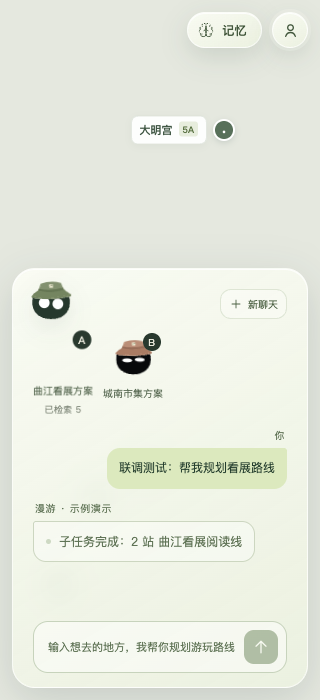 记忆
大明宫 5A
新聊天
A
B
曲江看展方案
已检索 5
城南市集方案
你
联调测试：帮我规划看展路线
漫游 · 示例演示
子任务完成：2 站 曲江看展阅读线
输入想去的地方，我帮你规划游玩路线